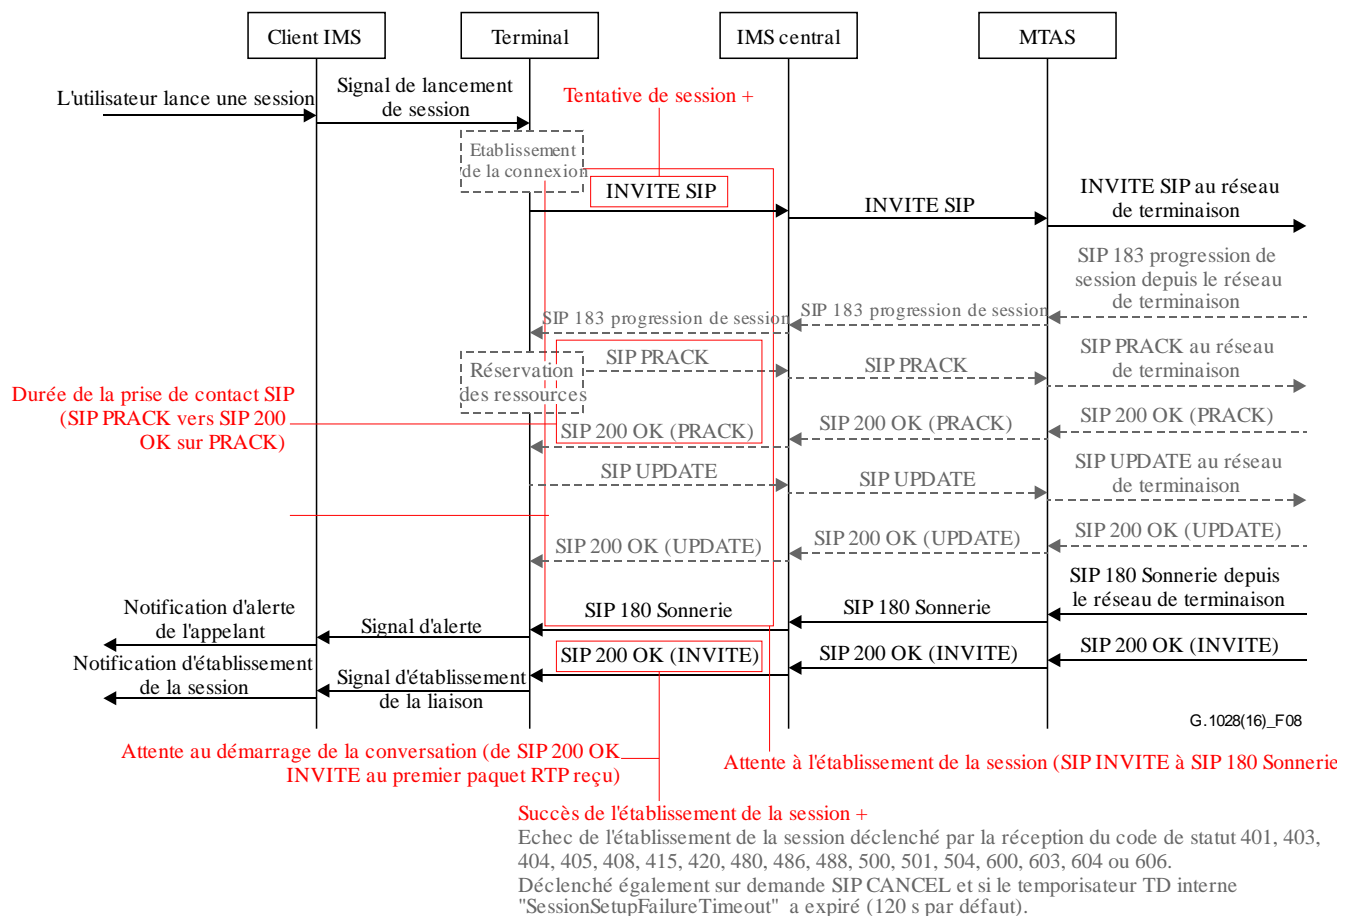 Client IMS
Terminal
IMS central
MTAS
L'utilisateur lance une session
Signal de lancement
de session
Tentative de session +
Etablissement
de la connexion
INVITE SIP
INVITE SIP
INVITE SIP au réseau
de terminaison
SIP 183 progression de
session depuis le réseau
de terminaison
SIP 183 progression de session
SIP 183 progression de session
Réservation
des ressources
SIP PRACK
SIP PRACK
SIP PRACK au réseau
de terminaison
Durée de la prise de contact SIP
(SIP PRACK vers SIP 200
OK sur PRACK)
SIP 200 OK (PRACK)
SIP 200 OK (PRACK)
SIP 200 OK (PRACK)
SIP UPDATE
SIP UPDATE
SIP UPDATE au réseau
de terminaison
SIP 200 OK (UPDATE)
SIP 200 OK (UPDATE)
SIP 200 OK (UPDATE)
SIP 180 Sonnerie depuis
le réseau de terminaison
SIP 180 Sonnerie
SIP 180 Sonnerie
Signal d'alerte
Notification d'alerte
de l'appelant
SIP 200 OK (INVITE)
SIP 200 OK (INVITE)
SIP 200 OK (INVITE)
Signal d'établissement
de la liaison
Notification d'établissement
de la session
G.1028(16)_F08
Attente au démarrage de la conversation (de SIP 200 OK
INVITE au premier paquet RTP reçu)
Attente à l'établissement de la session (SIP INVITE à SIP 180 Sonnerie
Succès de l'établissement de la session +
Echec de l'établissement de la session déclenché par la réception du code de statut 401, 403,
404, 405, 408, 415, 420, 480, 486, 488, 500, 501, 504, 600, 603, 604 ou 606.
Déclenché également sur demande SIP CANCEL et si le temporisateur TD interne
"SessionSetupFailureTimeout" a expiré (120 s par défaut).